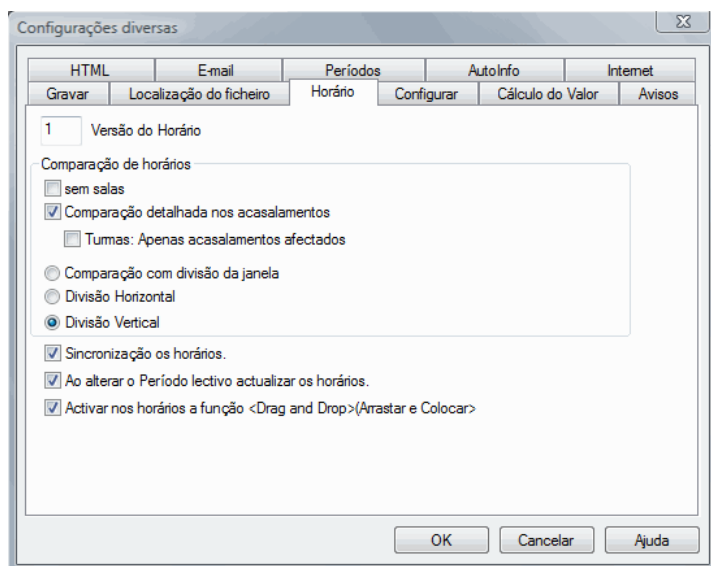 Configurações diversas
HTML E-mail Períodos AutoInfo Internet
Gravar Localização do ficheiro Horário Configurar Cálculo do Valor Avisos
1 Versão do Horário
Comparação de horários
sem salas
Comparação detalhada nos acasalamentos
Turmas: Apenas acasalamentos afectados
Comparação com divisão da janela
Divisão Horizontal
Divisão Vertical
Sincronização os horários.
Ao alterar o Período lectivo actualizar os horários.
Activar nos horários a função <Drag and Drop>(Arrastar e Colocar>
OK Cancelar Ajuda